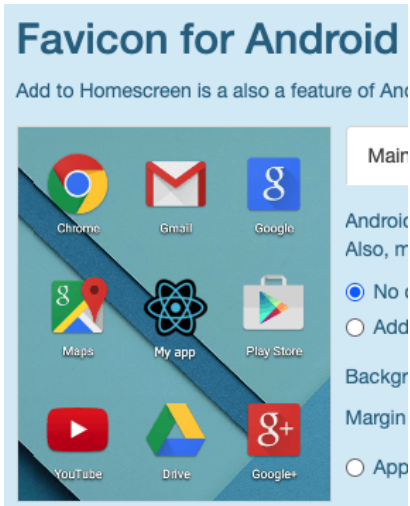 Favicon for Android
Add to Homescreen is a also a feature of And
Main
Chrome
Gmail
Google
Android
Also, m
No
Maps
My app
Play Store
Add
Backgr
Margin
YouTube
Drive
Google+
App